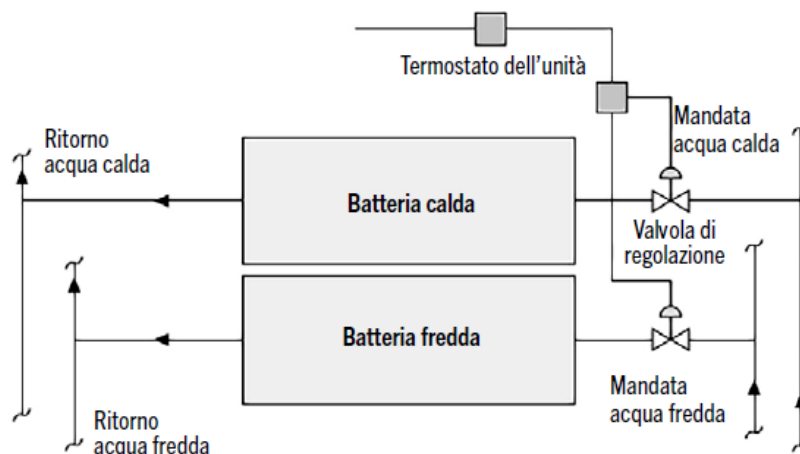 Termostato dell'unità
Ritorno
acqua calda
Mandata
acqua calda
Batteria calda
Valvola di
regolazione
Batteria fredda
Mandata
acqua fredda
Ritorno
acqua fredda